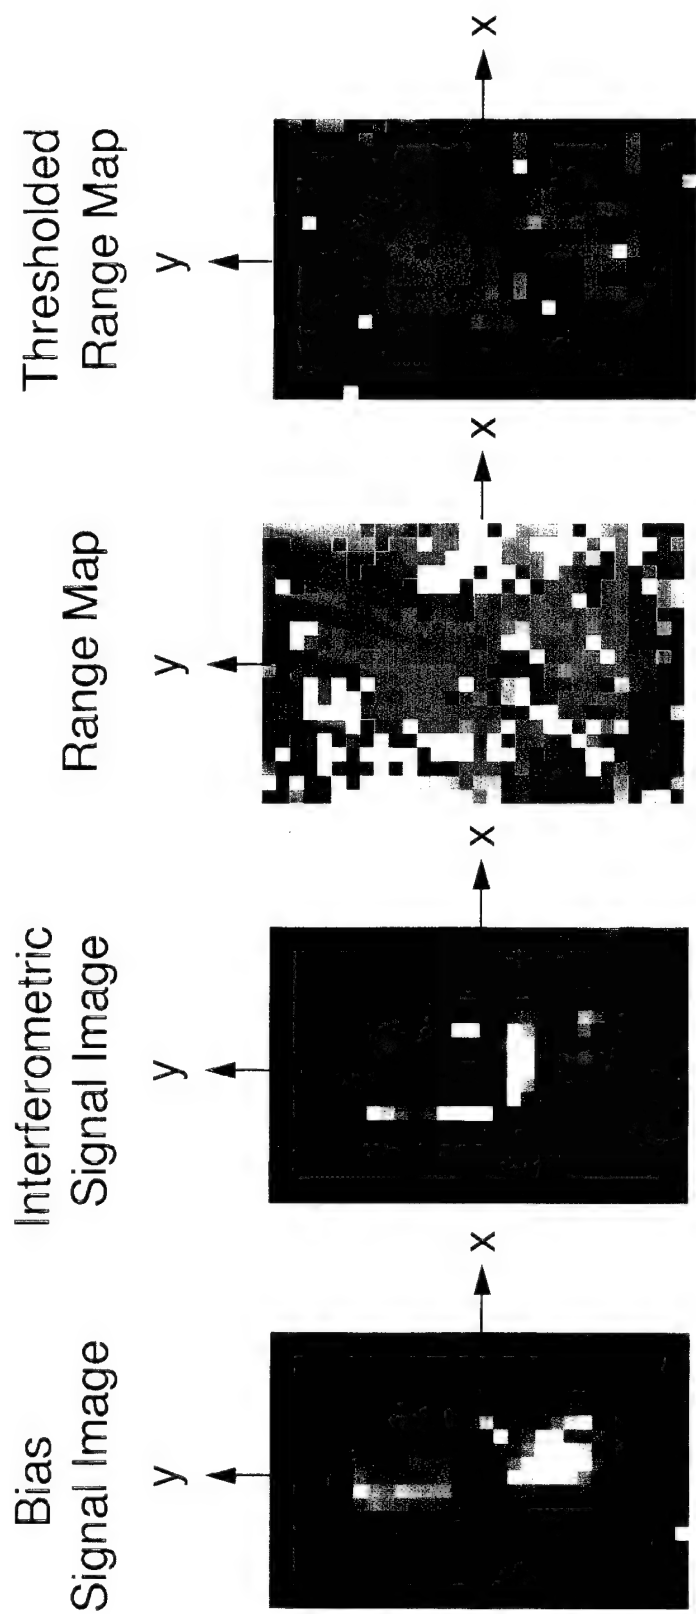 Bias
Signal Image
y
x
Interferometric
Signal Image
y
x
Range Map
y
x
Thresholded
Range Map
y
x